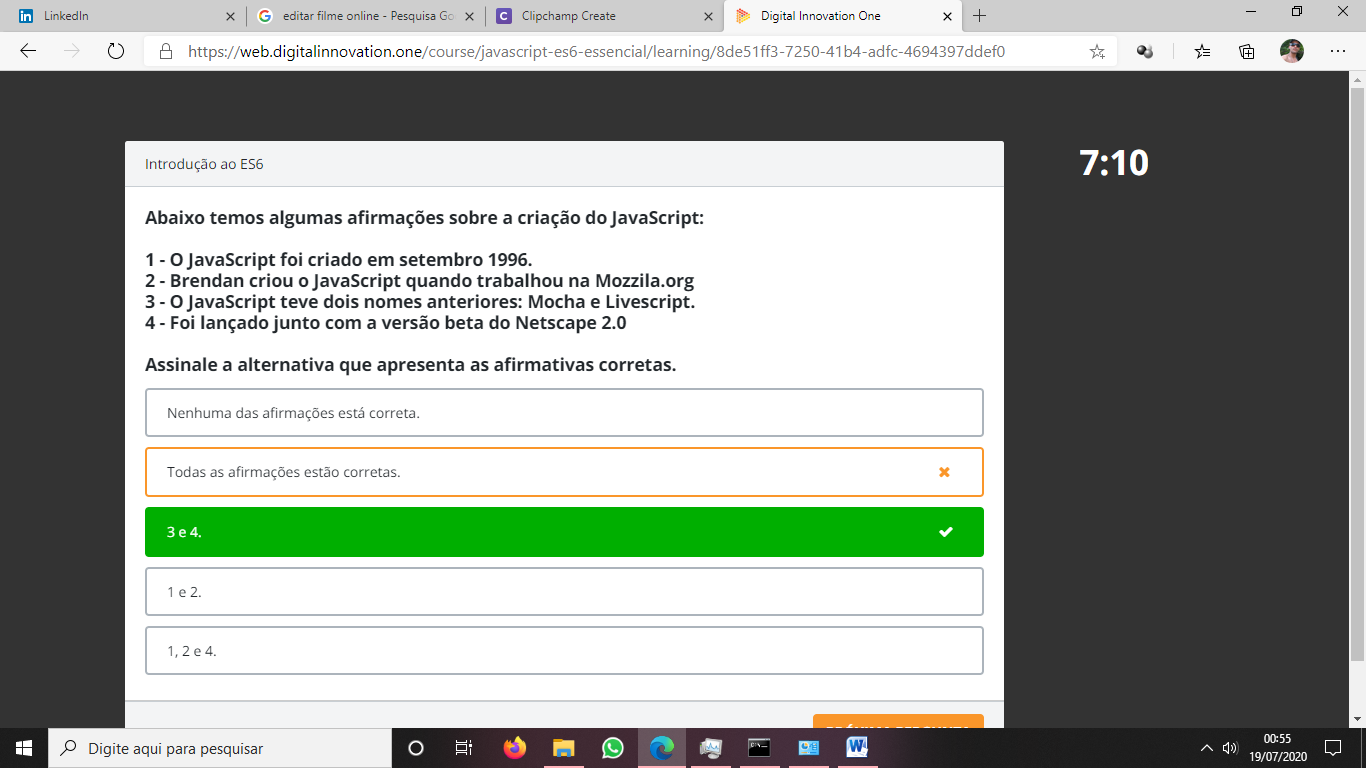 LinkedIn
editar filme online - Pesquisa Go
Clipchamp Create
Digital Innovation One
https://web.digitalinnovation.one/course/javascript-es6-essencial/learning/8de51ff3-7250-41b4-adfc-4694397ddef0
Introdução ao ES6
7:10
Abaixo temos algumas afirmações sobre a criação do JavaScript:
1 - O JavaScript foi criado em setembro 1996.
2 - Brendan criou o JavaScript quando trabalhou na Mozzila.org
3 - O JavaScript teve dois nomes anteriores: Mocha e Livescript.
4 - Foi lançado junto com a versão beta do Netscape 2.0
Assinale a alternativa que apresenta as afirmativas corretas.
Nenhuma das afirmações está correta.
Todas as afirmações estão corretas.
3 e 4.
1 e 2.
1, 2 e 4.
Digite aqui para pesquisar
00:55
19/07/2020